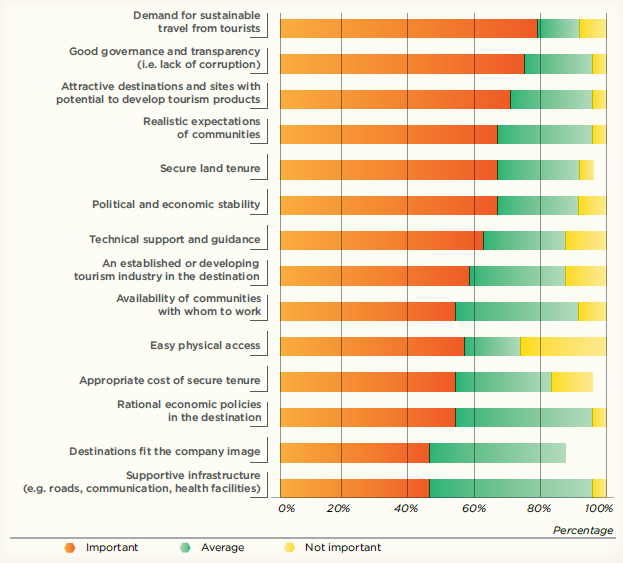 Demand for sustainable
travel from tourists
Good governance and transparency
(i.e. lack of corruption)
Attractive destinations and sites with
potential to develop tourism products
Realistic expectations
of communities
Secure land tenure
Political and economic stability
Technical support and guidance
An established or developing
tourism industry in the destination
Availability of communities
with whom to work
Easy physical access
Appropriate cost of secure tenure
Rational economic policies
in the destination
Destinations fit the company image
Supportive infrastructure
(e.g. roads, communication, health facilities)
0% 20% 40% 60% 80% 100%
Percentage
Important Average Not important